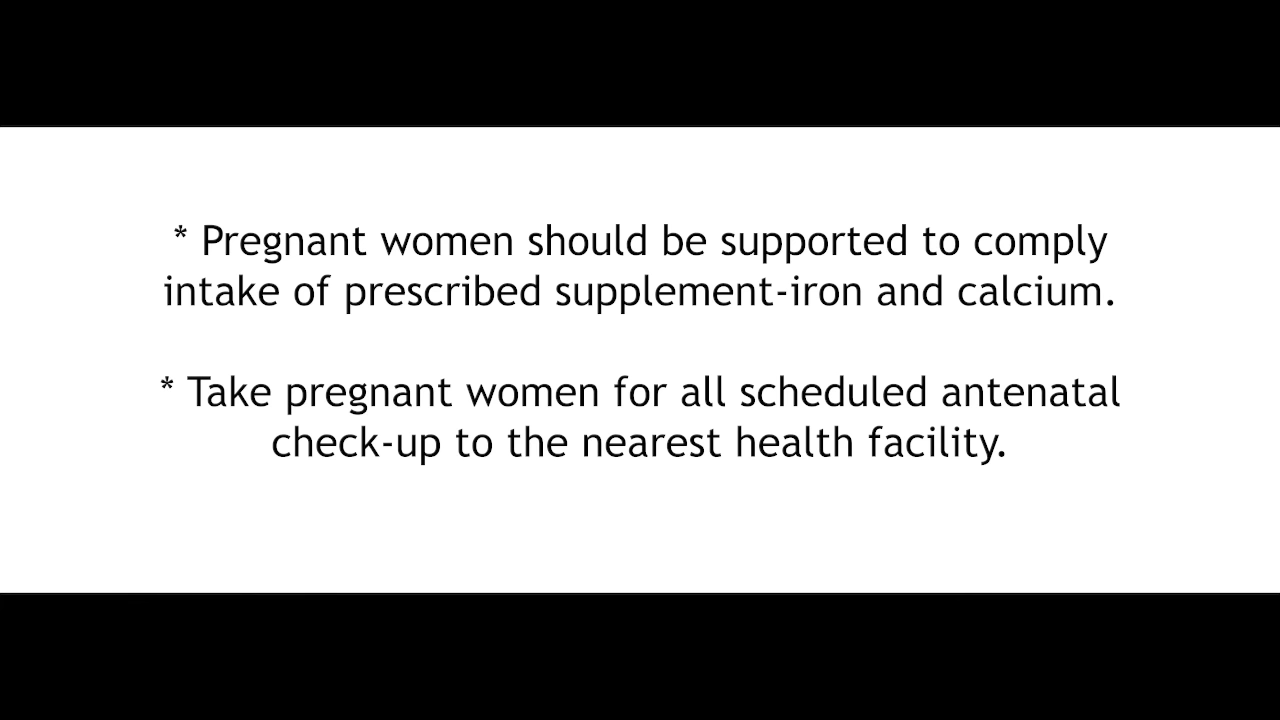 * Pregnant women should be supported to comply
intake of prescribed supplement-iron and calcium.
* Take pregnant women for all scheduled antenatal
check-up to the nearest health facility.